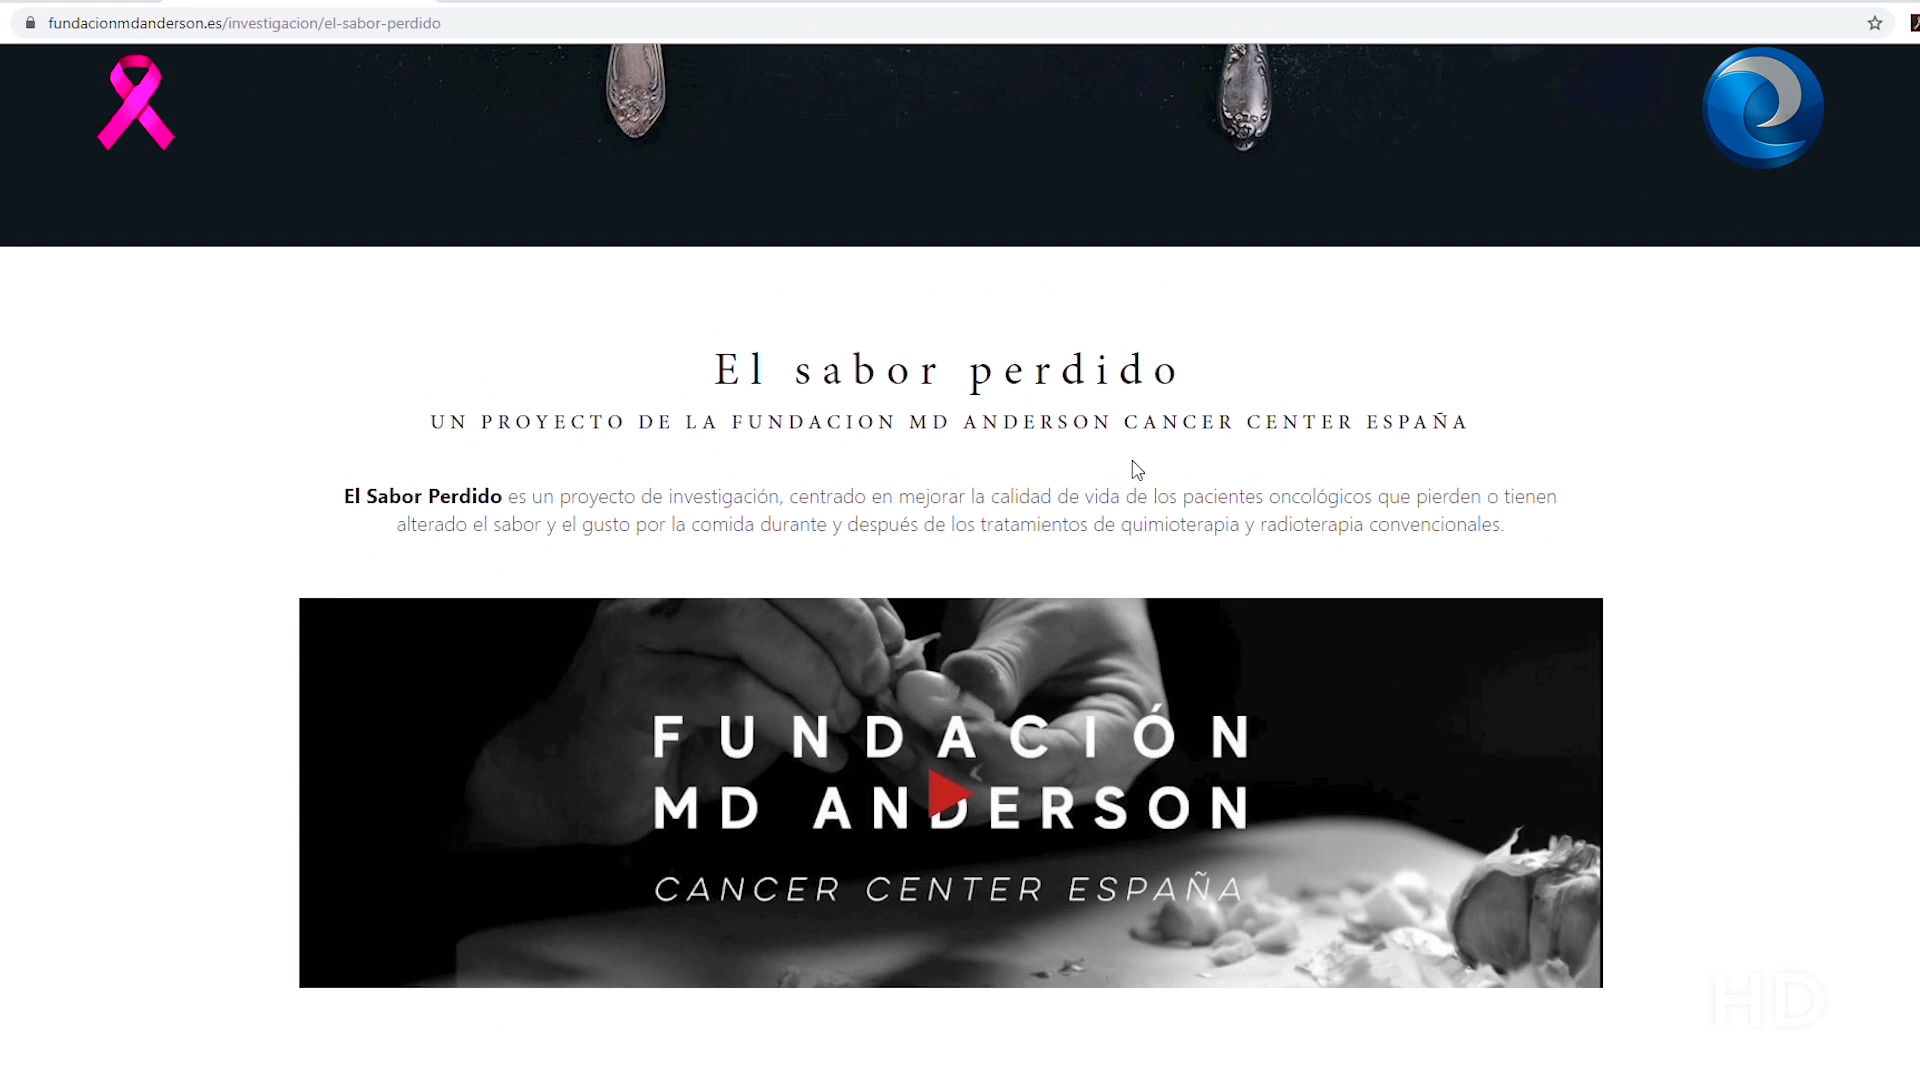 fundacionmdanderson.es/investigacion/el-sabor-perdido
El sabor perdido
UN PROYECTO DE LA FUNDACION MD ANDERSON CANCER CENTER ESPAÑA
El Sabor Perdido es un proyecto de investigación, centrado en mejorar la calidad de vida de los pacientes oncológicos que pierden o tienen
alterado el sabor y el gusto por la comida durante y después de los tratamientos de quimioterapia y radioterapia convencionales.
FUNDACIÓN
MD ANDERSON
CANCER CENTER ESPAÑA
HD